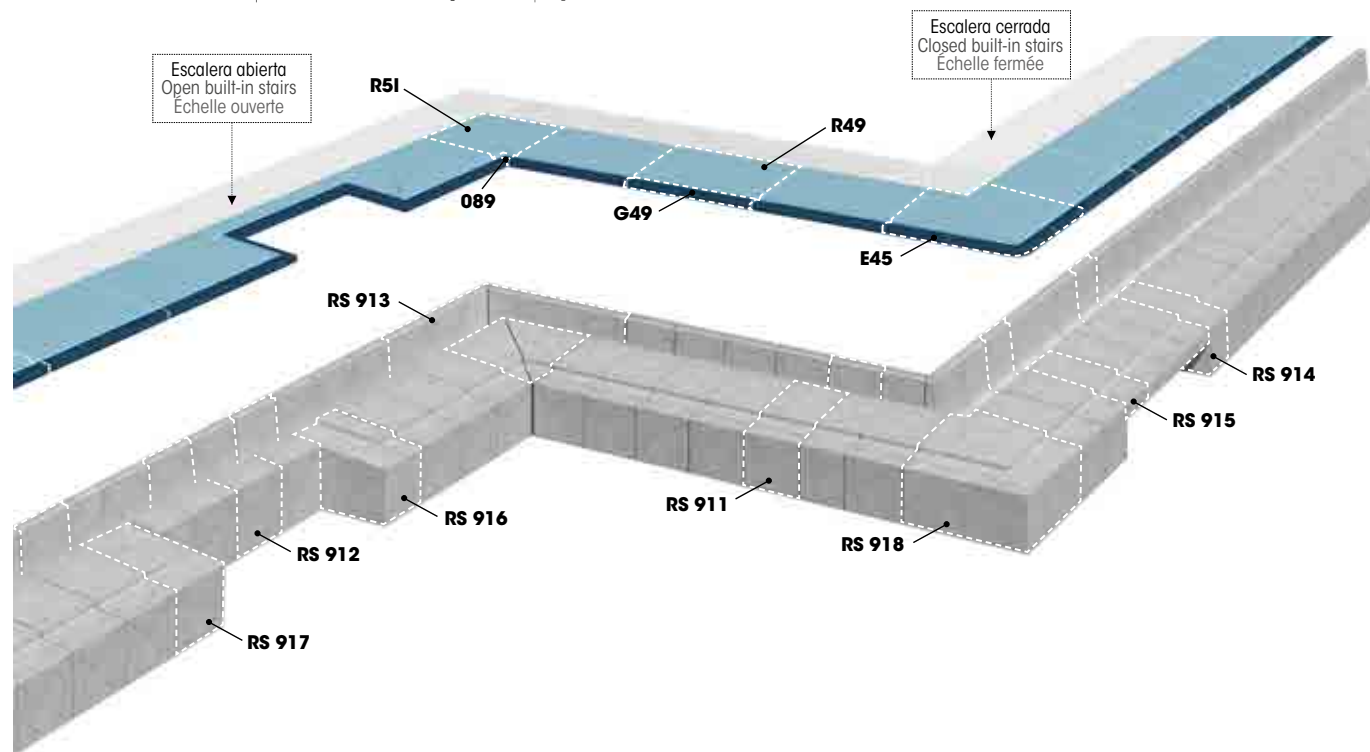 Escalera cerrada
Closed built-in stairs
Échelle fermée
Escalera abierta
Open built-in stairs
Échelle ouverte
R5I
R49
089
G49
E45
RS 913
RS 914
RS 915
RS 916
RS 911
RS 912
RS 918
RS 917